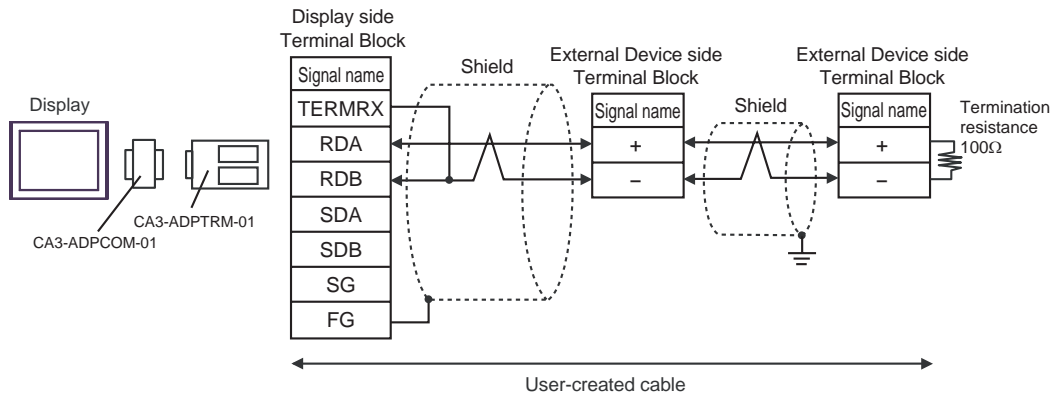 Display side
Terminal Block
External Device side
Terminal Block
External Device side
Terminal Block
Display
Signal name
TERMRX
RDA
RDB
SDA
SDB
SG
FG
Shield
Signal name
+
−
Shield
Signal name
+
−
Termination
resistance
100Ω
CA3-ADPTRM-01
CA3-ADPCOM-01
User-created cable